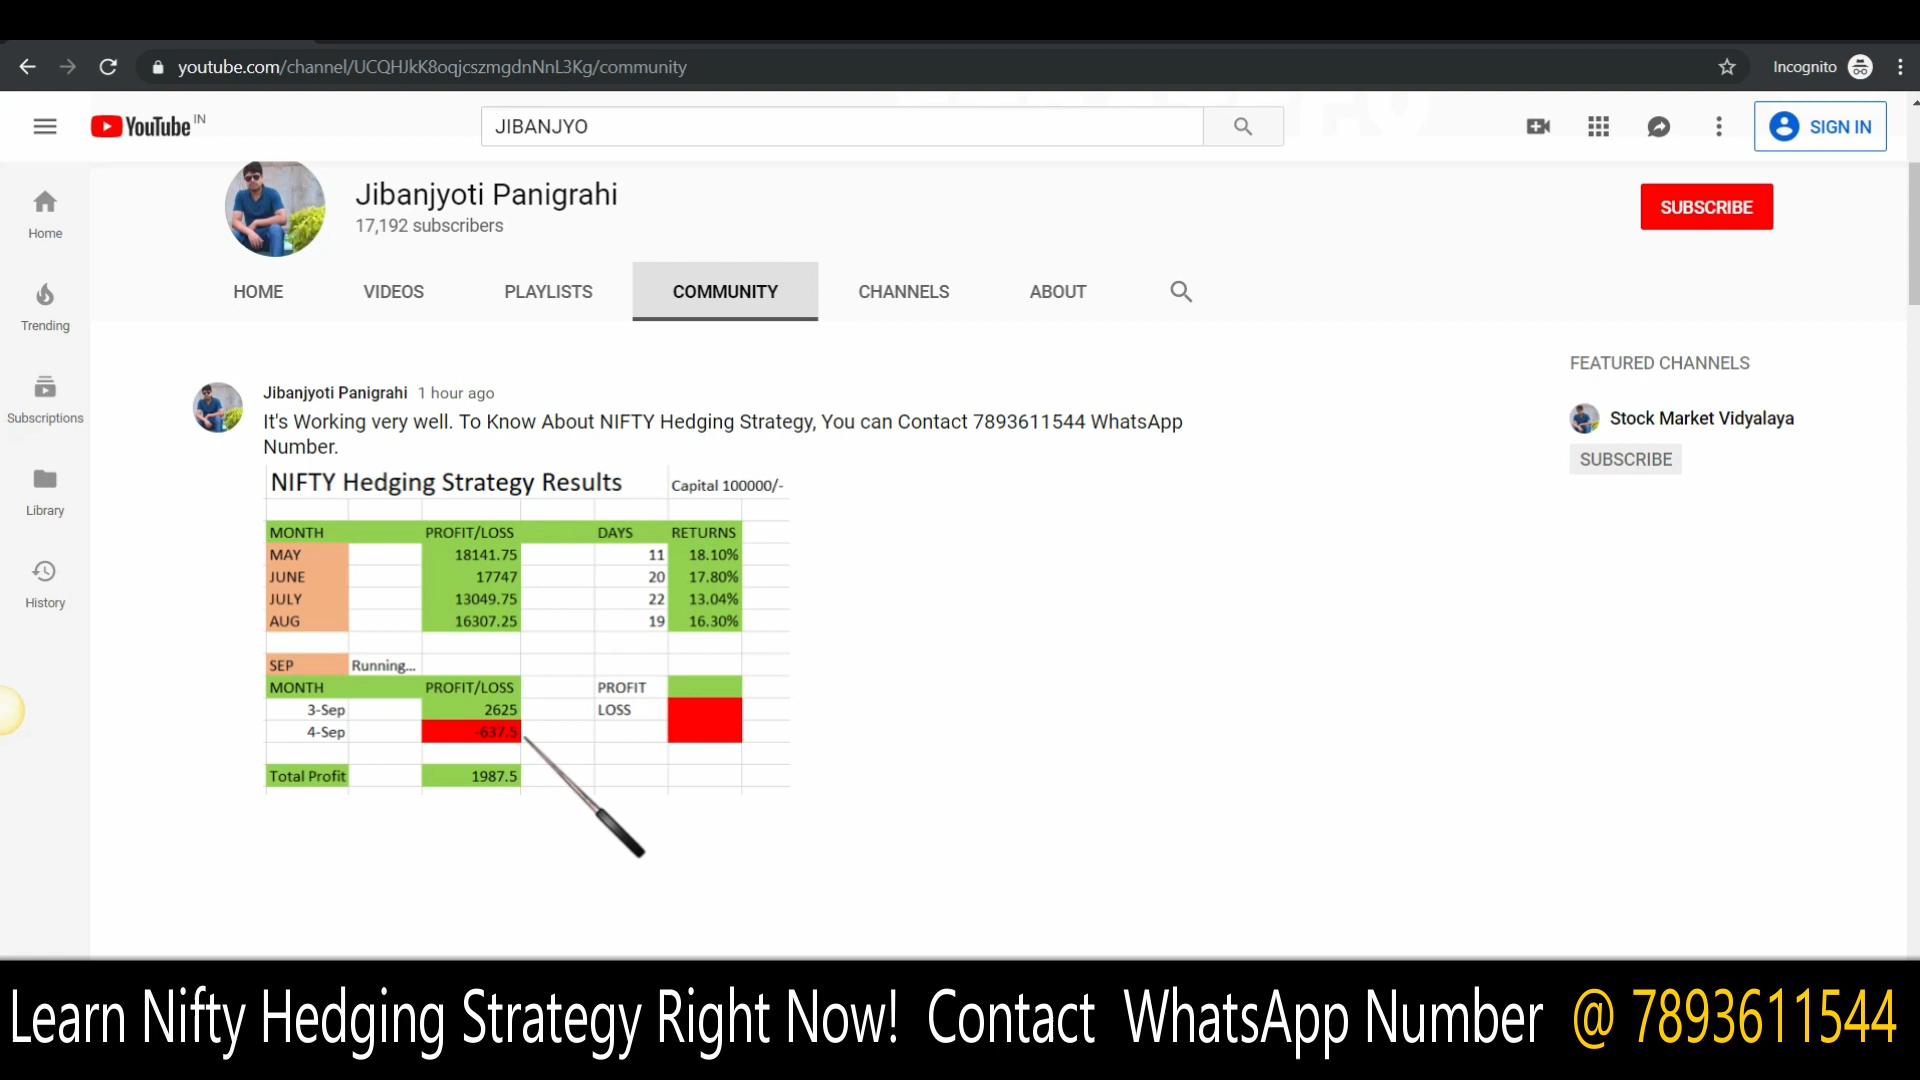 youtube.com/channel/UCQHJkK8oqjcszmgdnNnL3Kg/community
Incognito
YouTube IN
JIBANJYO
SIGN IN
Jibanjyoti Panigrahi
17,192 subscribers
SUBSCRIBE
HOME VIDEOS PLAYLISTS COMMUNITY CHANNELS ABOUT
Home
Trending
Subscriptions
Library
History
FEATURED CHANNELS
Stock Market Vidyalaya
SUBSCRIBE
Jibanjyoti Panigrahi 1 hour ago
It's Working very well. To Know About NIFTY Hedging Strategy, You can Contact 7893611544 WhatsApp
Number.
NIFTY Hedging Strategy Results Capital 100000/-
MONTH PROFIT/LOSS DAYS RETURNS
MAY 18141.75 11 18.10%
JUNE 17747 20 17.80%
JULY 13049.75 22 13.04%
AUG 16307.25 19 16.30%
SEP Running...
MONTH PROFIT/LOSS PROFIT
3-Sep 2625 LOSS
4-Sep -637.5
Total Profit 1987.5
Learn Nifty Hedging Strategy Right Now! Contact WhatsApp Number @ 7893611544